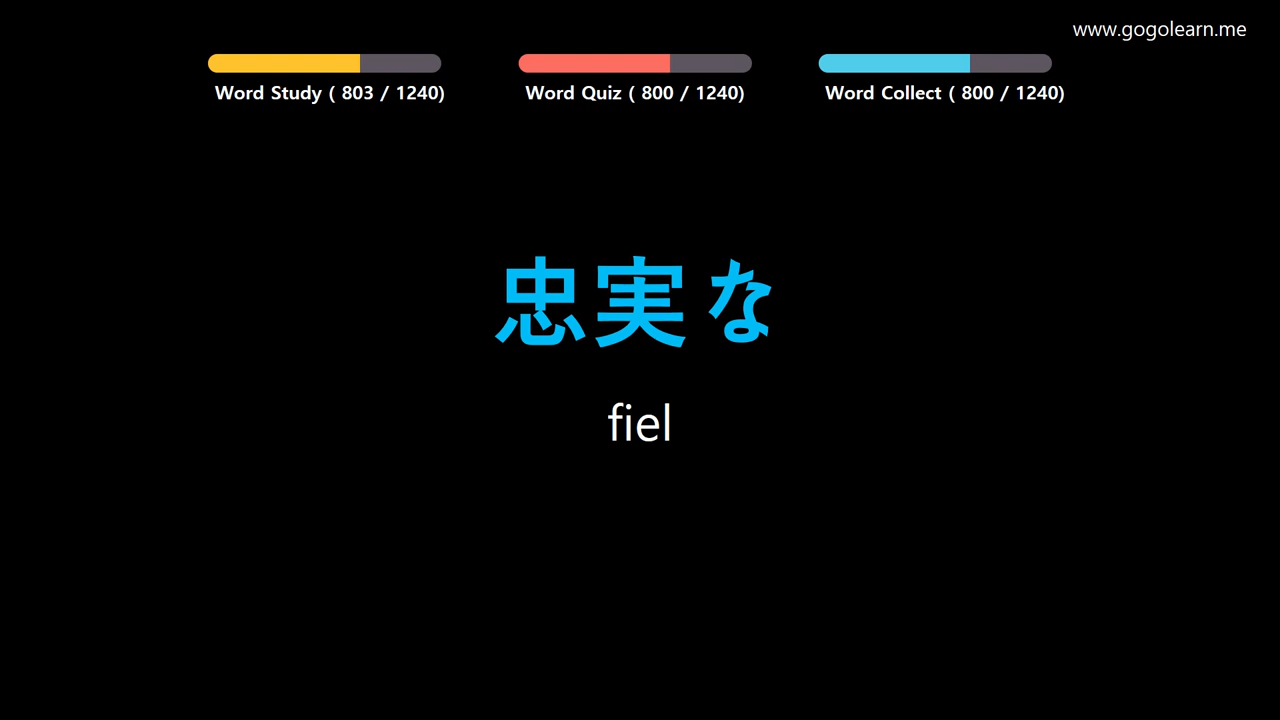 www.gogolearn.me
Word Study ( 803 / 1240)
Word Quiz ( 800 / 1240)
Word Collect ( 800 / 1240)
忠実な
fiel